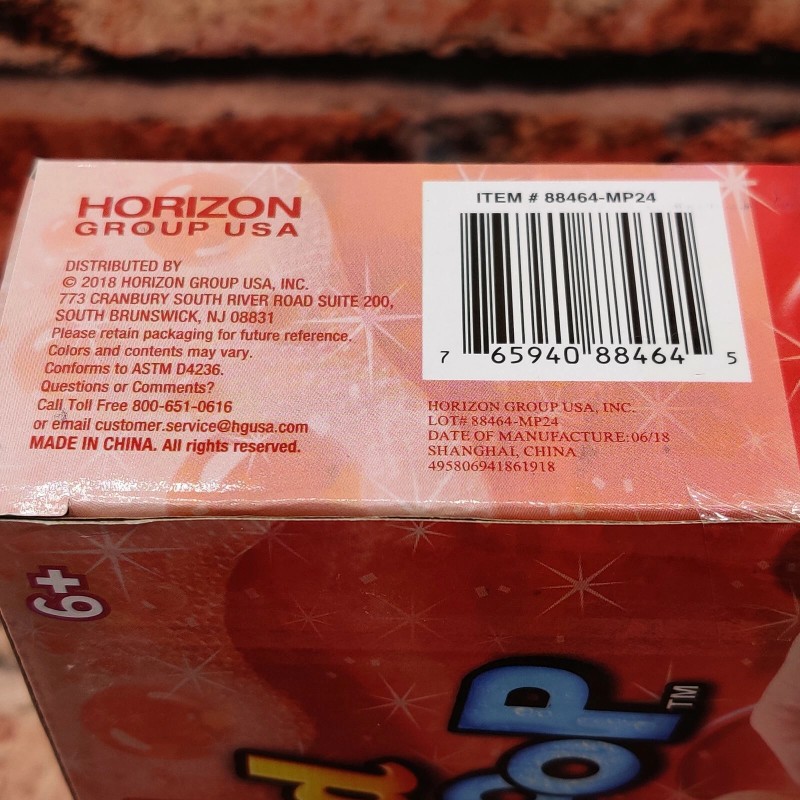 HORIZON
GROUP USA
DISTRIBUTED BY
© 2018 HORIZON GROUP USA, INC.
773 CRANBURY SOUTH RIVER ROAD SUITE 200,
SOUTH BRUNSWICK, NJ 08831
Please retain packaging for future reference.
Colors and contents may vary.
Conforms to ASTM D4236.
Questions or Comments?
Call Toll Free 800-651-0616
or email customer.service@hgusa.com
MADE IN CHINA. All rights reserved.
ITEM # 88464-MP24
7 65940 88464 5
HORIZON GROUP USA, INC.
LOT# 88464-MP24
DATE OF MANUFACTURE:06/18
SHANGHAI, CHINA
495806941861918
6+
TM